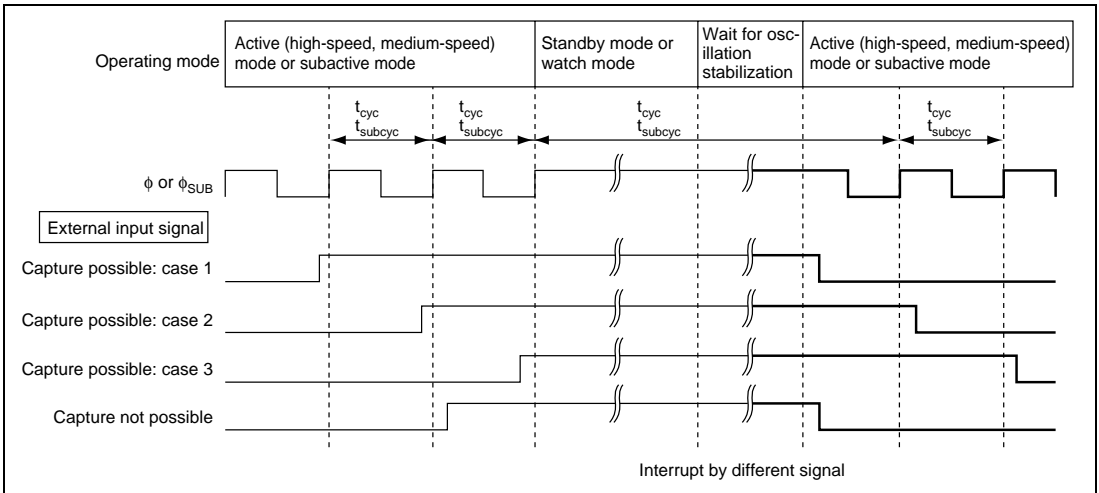 Operating mode
Active (high-speed, medium-speed)
mode or subactive mode
Standby mode or
watch mode
Wait for osc-
illation
stabilization
Active (high-speed, medium-speed)
mode or subactive mode
tcyc
tsubcyc
tcyc
tsubcyc
tcyc
tsubcyc
tcyc
tsubcyc
ϕ or ϕSUB
External input signal
Capture possible: case 1
Capture possible: case 2
Capture possible: case 3
Capture not possible
Interrupt by different signal